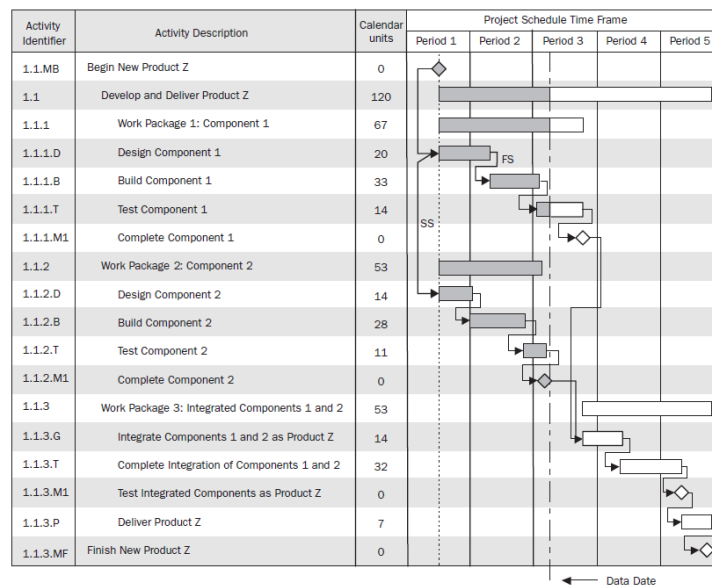 Activity Identifier Activity Description Calendar units Project Schedule Time Frame
Period 1 Period 2 Period 3 Period 4 Period 5
1.1.MB Begin New Product Z 0
1.1 Develop and Deliver Product Z 120
1.1.1 Work Package 1: Component 1 67
1.1.1.D Design Component 1 20
FS
1.1.1.B Build Component 1 33
1.1.1.T Test Component 1 14
SS
1.1.1.M1 Complete Component 1 0
1.1.2 Work Package 2: Component 2 53
1.1.2.D Design Component 2 14
1.1.2.B Build Component 2 28
1.1.2.T Test Component 2 11
1.1.2.M1 Complete Component 2 0
1.1.3 Work Package 3: Integrated Components 1 and 2 53
1.1.3.G Integrate Components 1 and 2 as Product Z 14
1.1.3.T Complete Integration of Components 1 and 2 32
1.1.3.M1 Test Integrated Components as Product Z 0
1.1.3.P Deliver Product Z 7
1.1.3.MF Finish New Product Z 0
Data Date